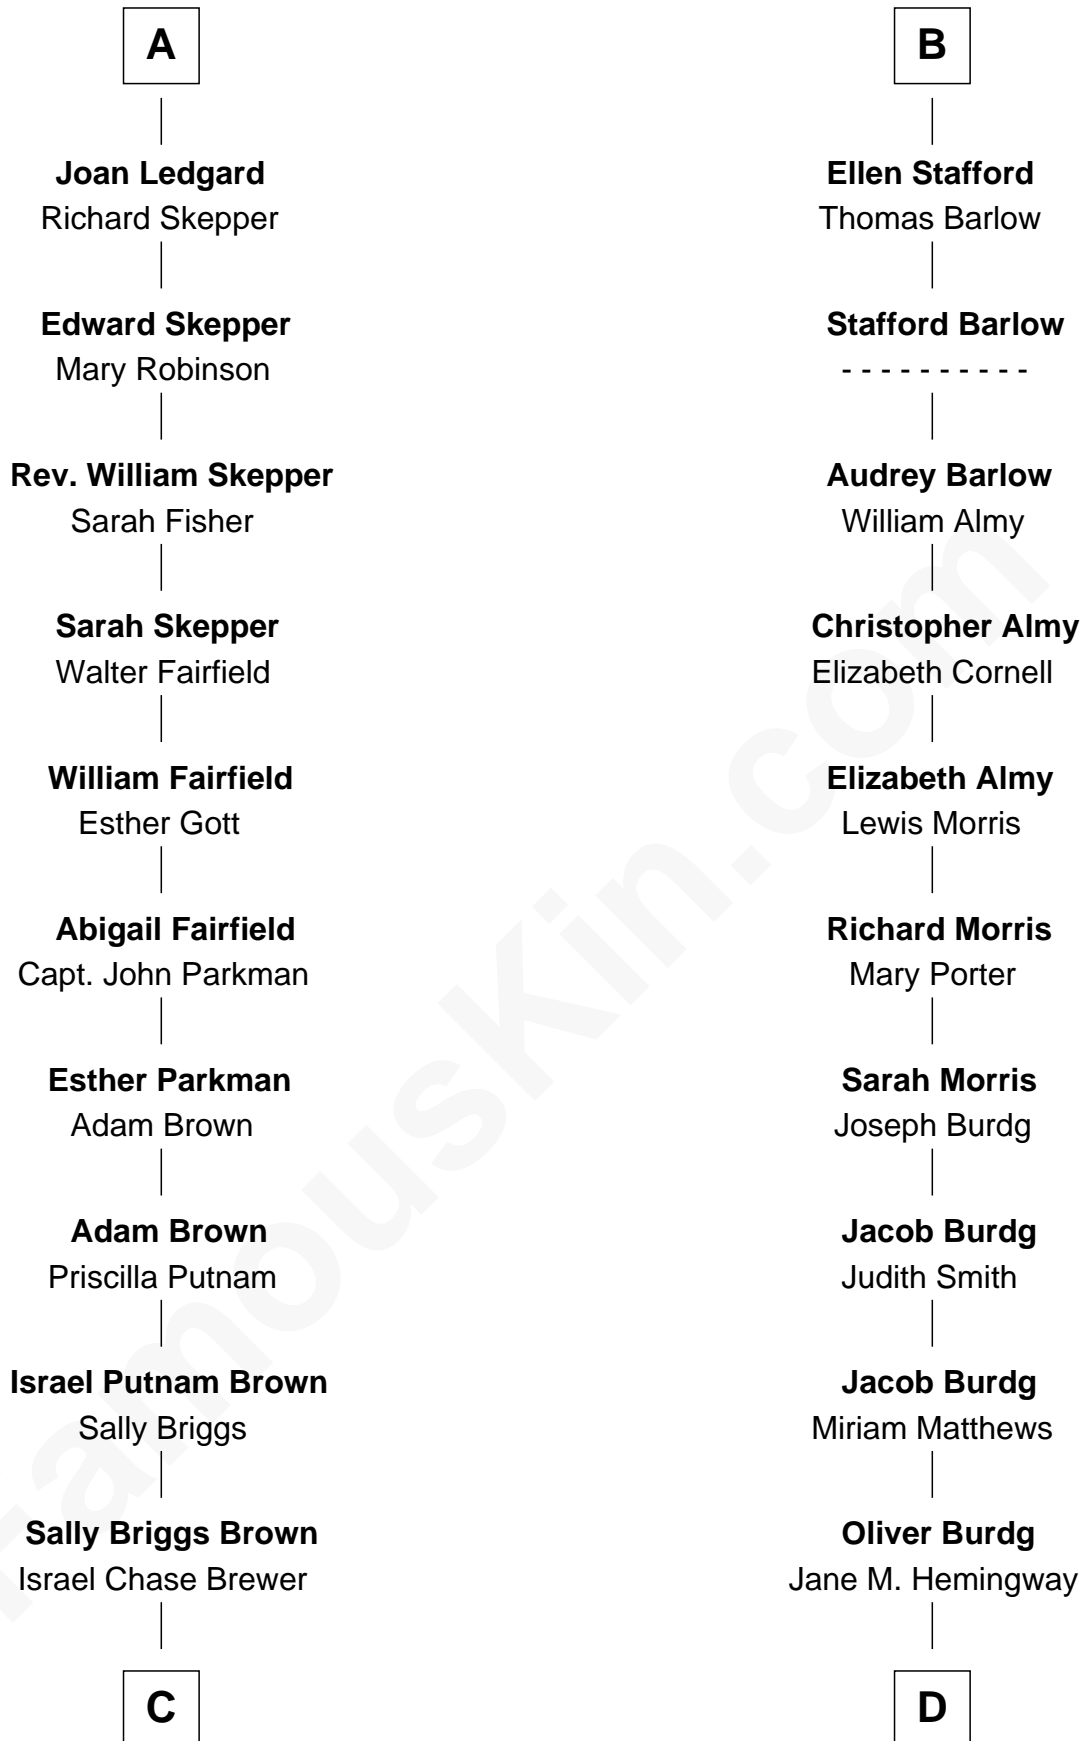 A
Joan Ledgard
Richard Skepper
Edward Skepper
Mary Robinson
Rev. William Skepper
Sarah Fisher
Sarah Skepper
Walter Fairfield
William Fairfield
Esther Gott
Abigail Fairfield
Capt. John Parkman
Esther Parkman
Adam Brown
Adam Brown
Priscilla Putnam
Israel Putnam Brown
Sally Briggs
Sally Briggs Brown
Israel Chase Brewer
C
B
Ellen Stafford
Thomas Barlow
Stafford Barlow
- - - - - - - - - -
Audrey Barlow
William Almy
Christopher Almy
Elizabeth Cornell
Elizabeth Almy
Lewis Morris
Richard Morris
Mary Porter
Sarah Morris
Joseph Burdg
Jacob Burdg
Judith Smith
Jacob Burdg
Miriam Matthews
Oliver Burdg
Jane M. Hemingway
D
FamousKin.com